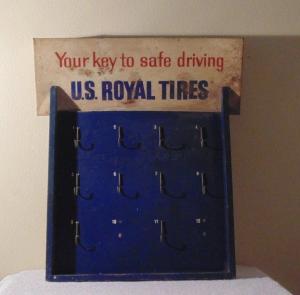 Your key to safe driving
U.S. ROYAL TIRES